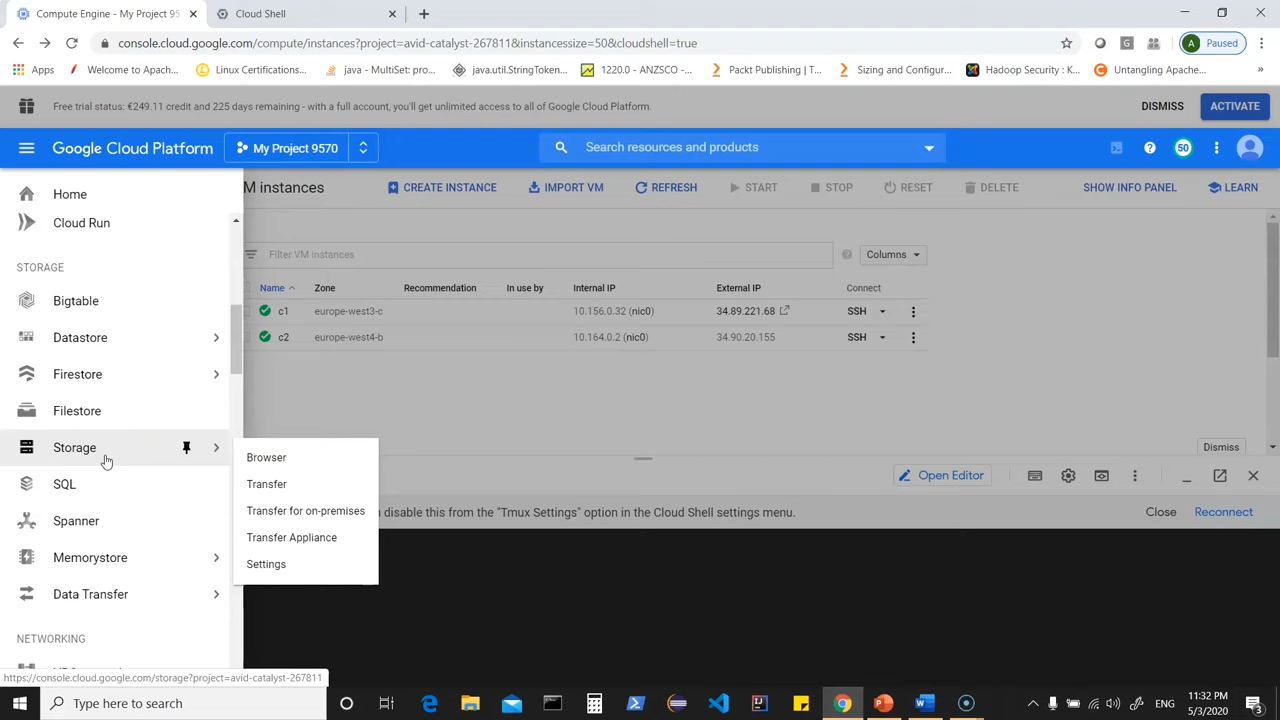 Compute Engine - My Project 95
Cloud Shell
console.cloud.google.com/compute/instances?project=avid-catalyst-267811&instancessize=50&cloudshell=true
A Paused
Apps
Welcome to Apach...
Linux Certifications...
java - MultiSet: pro...
java.util.StringToken...
1220.0 - ANZSCO -...
Packt Publishing | T...
Sizing and Configur...
Hadoop Security : K...
Untangling Apache...
Free trial status: €249.11 credit and 225 days remaining - with a full account, you'll get unlimited access to all of Google Cloud Platform.
DISMISS
ACTIVATE
Google Cloud Platform
My Project 9570
Search resources and products
50
VM instances
CREATE INSTANCE
IMPORT VM
REFRESH
START
STOP
RESET
DELETE
SHOW INFO PANEL
LEARN
Home
Cloud Run
STORAGE
Bigtable
Datastore
Firestore
Filestore
Storage
SQL
Spanner
Memorystore
Data Transfer
NETWORKING
Browser
Transfer
Transfer for on-premises
Transfer Appliance
Settings
Filter VM instances
Columns
Name Zone Recommendation In use by Internal IP External IP Connect
c1 europe-west3-c 10.156.0.32 (nic0) 34.89.221.68 SSH
c2 europe-west4-b 10.164.0.2 (nic0) 34.90.20.155 SSH
Dismiss
Open Editor
disable this from the "Tmux Settings" option in the Cloud Shell settings menu.
Close
Reconnect
https://console.cloud.google.com/storage?project=avid-catalyst-267811
Type here to search
ENG
11:32 PM
5/3/2020
3